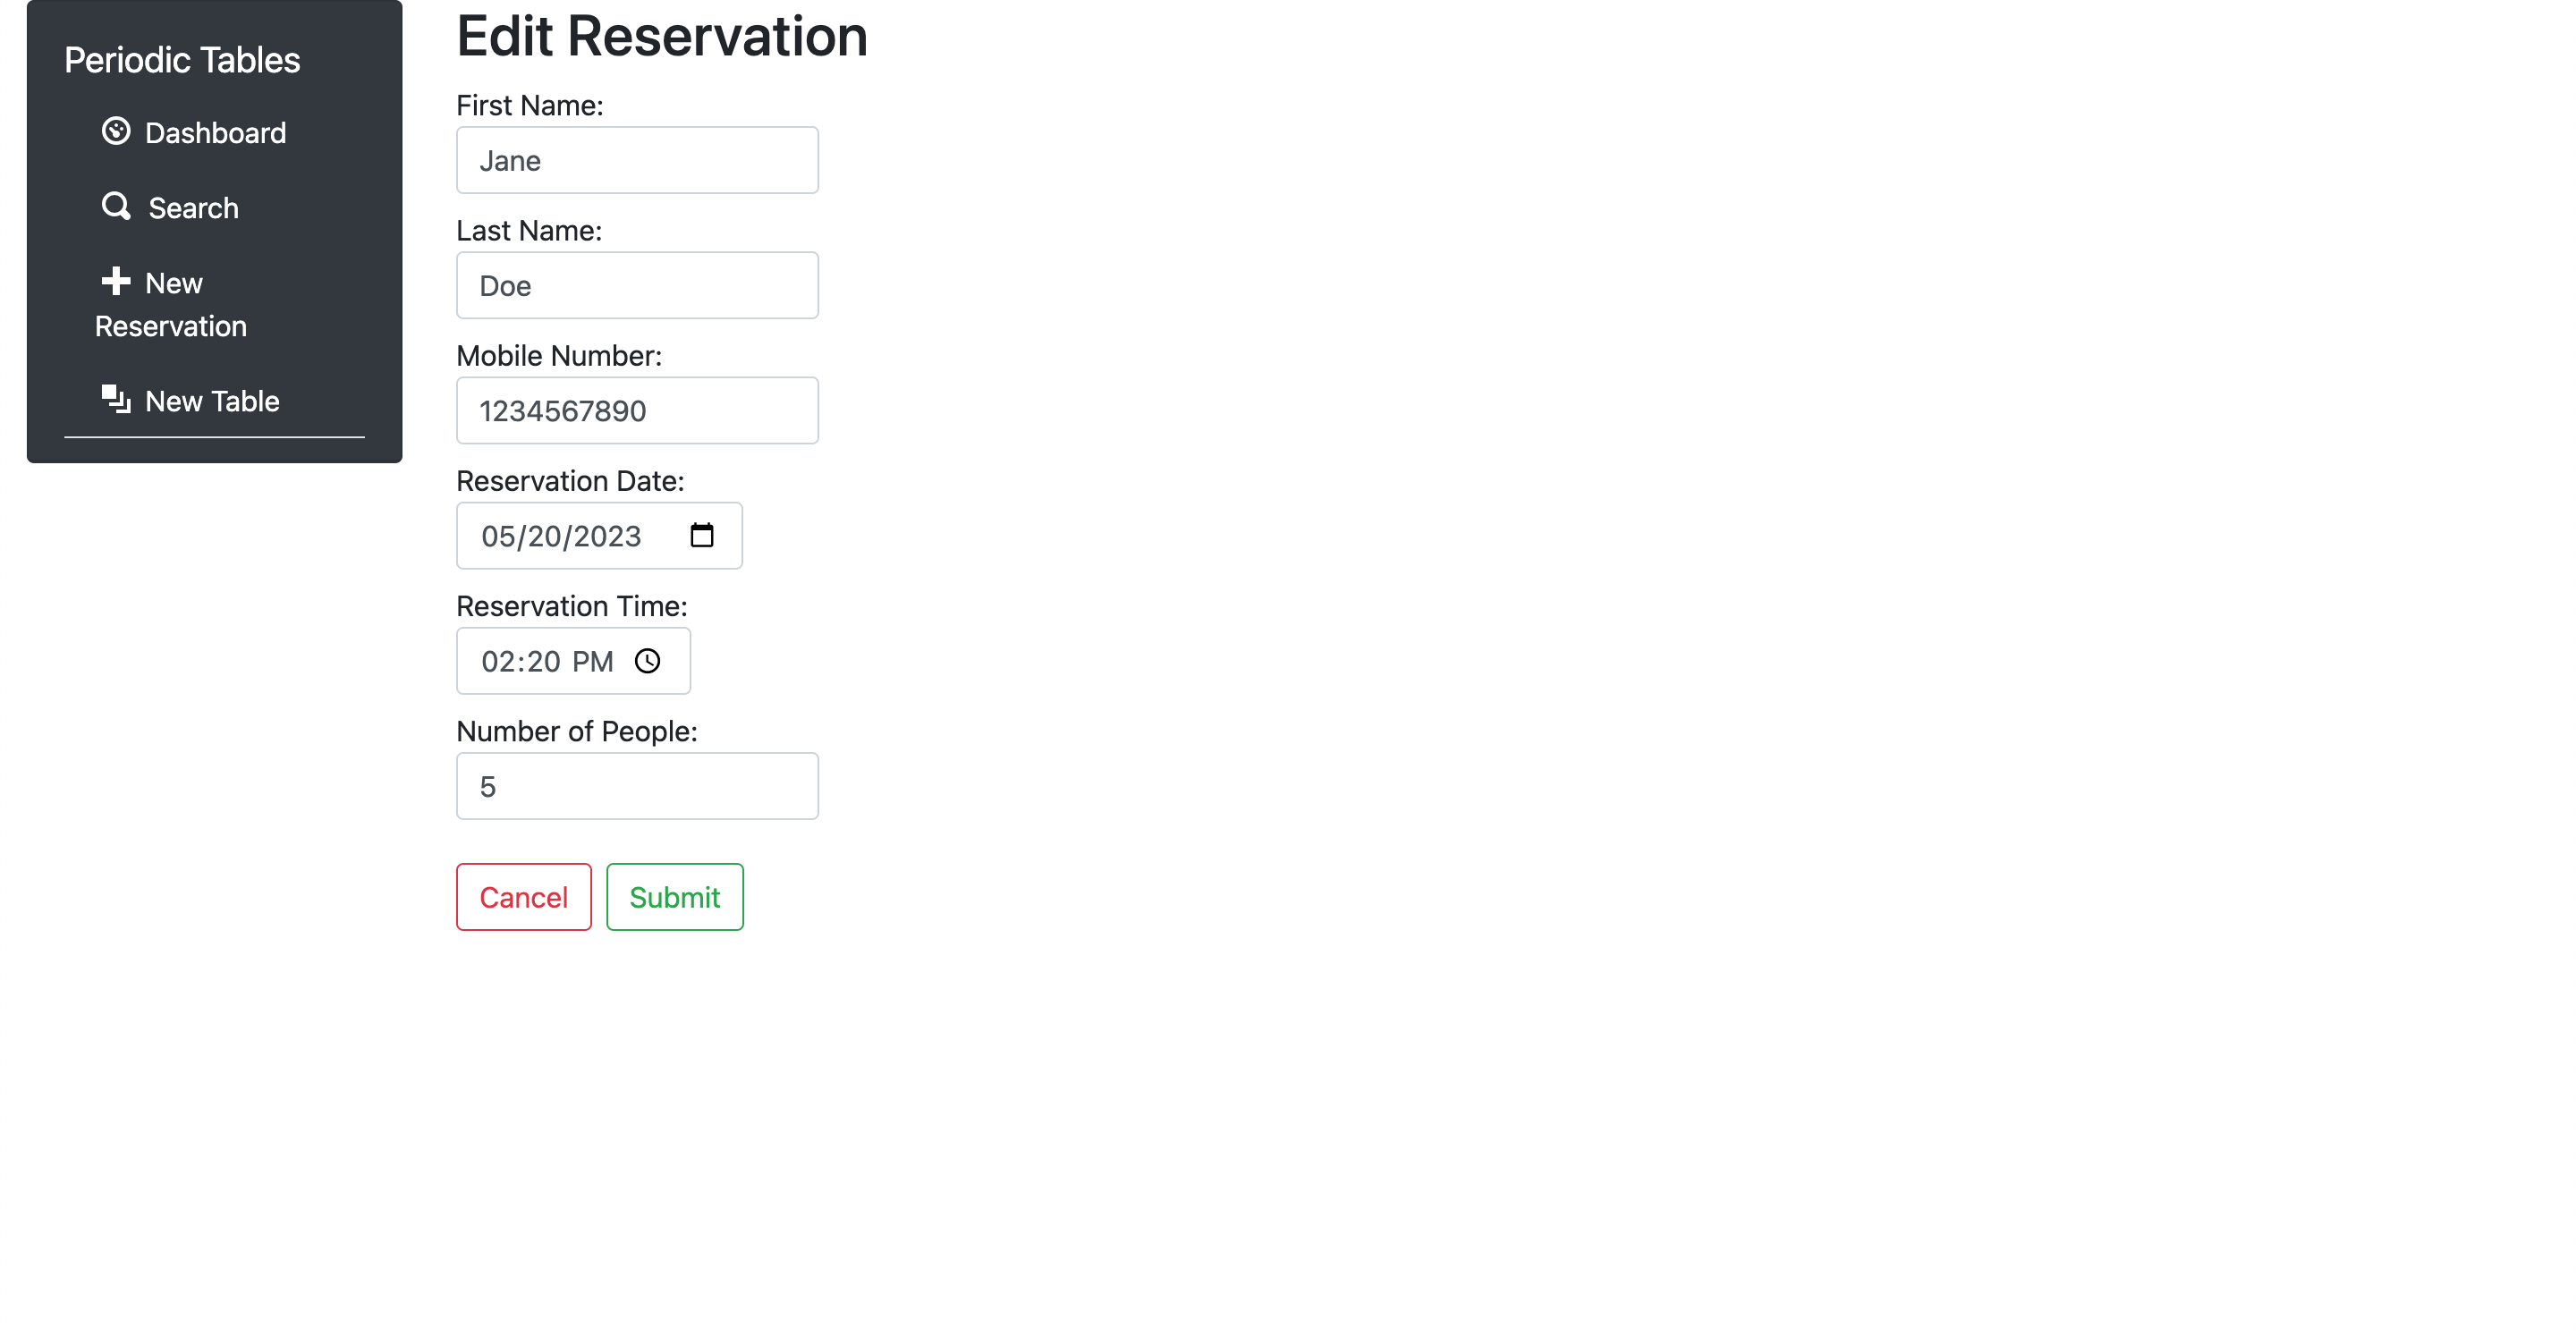 Periodic Tables
Dashboard
Search
New
Reservation
New Table
Edit Reservation
First Name:
Jane
Last Name:
Doe
Mobile Number:
1234567890
Reservation Date:
05/20/2023
Reservation Time:
02:20 PM
Number of People:
5
Cancel Submit